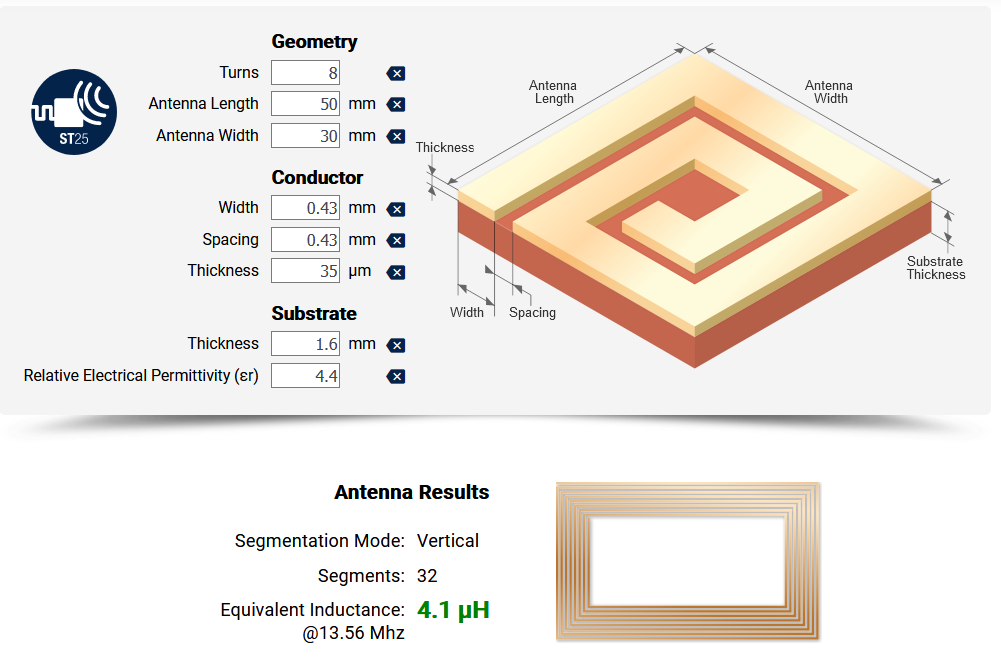 Geometry
Turns 8
Antenna Length 50 mm
Antenna Width 30 mm
Conductor
Width 0.43 mm
Spacing 0.43 mm
Thickness 35 μm
Substrate
Thickness 1.6 mm
Relative Electrical Permittivity (εr) 4.4
ST25
Antenna
Length
Antenna
Width
Thickness
Substrate
Thickness
Width
Spacing
Antenna Results
Segmentation Mode: Vertical
Segments: 32
Equivalent Inductance: 4.1 μH
@13.56 Mhz